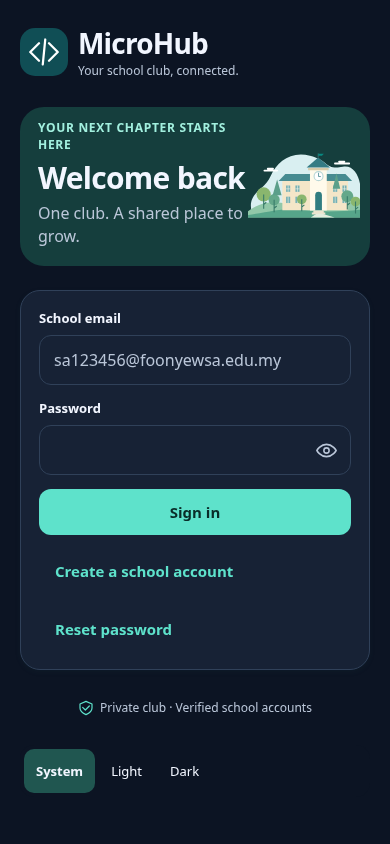 MicroHub
Your school club, connected.
YOUR NEXT CHAPTER STARTS
HERE
Welcome back
One club. A shared place to
grow.
School email
sa123456@foonyewsa.edu.my
Password
Sign in
Create a school account
Reset password
Private club · Verified school accounts
System Light Dark